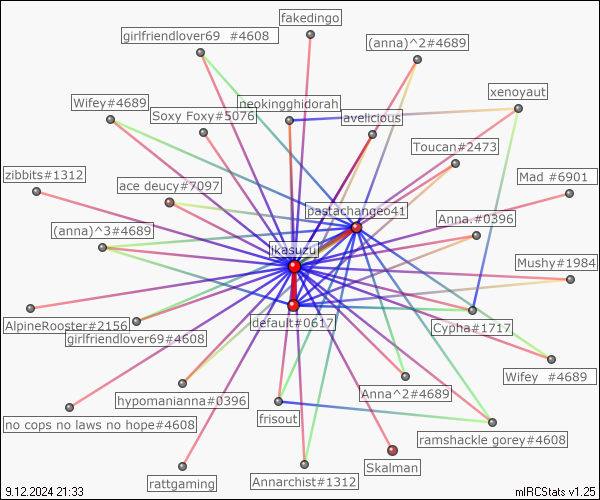 fakedingo
girlfriendlover69 #4608
(anna)^2#4689
xenoyaut
Wifey#4689
neokingghidorah
Soxy Foxy#5076
avelicious
Toucan#2473
zibbits#1312
Mad #6901
ace deucy#7097
pastachangeo41
Anna.#0396
(anna)^3#4689
ikasuzu
Mushy#1984
AlpineRooster#2156
default#0617
Cypha#1717
girlfriendlover69#4608
Wifey #4689
hypomanianna#0396
Anna^2#4689
no cops no laws no hope#4608
frisout
ramshackle gorey#4608
Skalman
rattgaming
Annarchist#1312
9.12.2024 21:33
mIRCStats v1.25